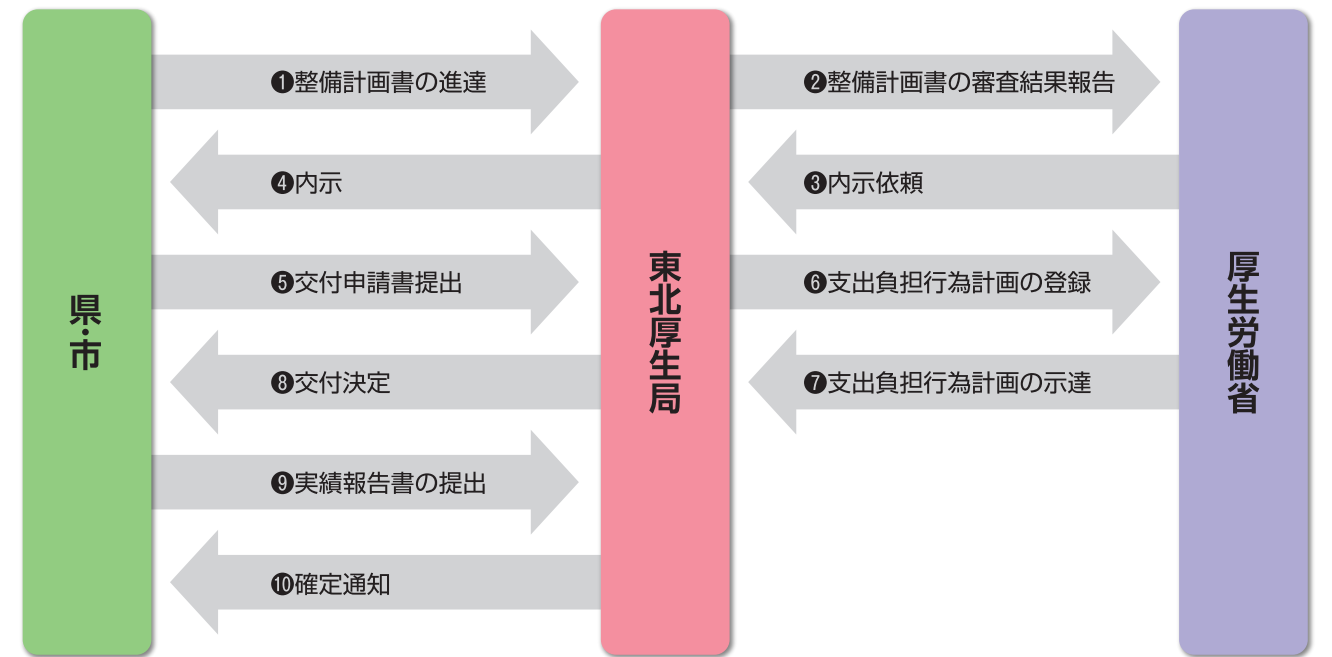 県・市
東北厚生局
厚生労働省
❶整備計画書の進達
❷整備計画書の審査結果報告
❹内示
❸内示依頼
❺交付申請書提出
❻支出負担行為計画の登録
❽交付決定
❼支出負担行為計画の示達
❾実績報告書の提出
❿確定通知